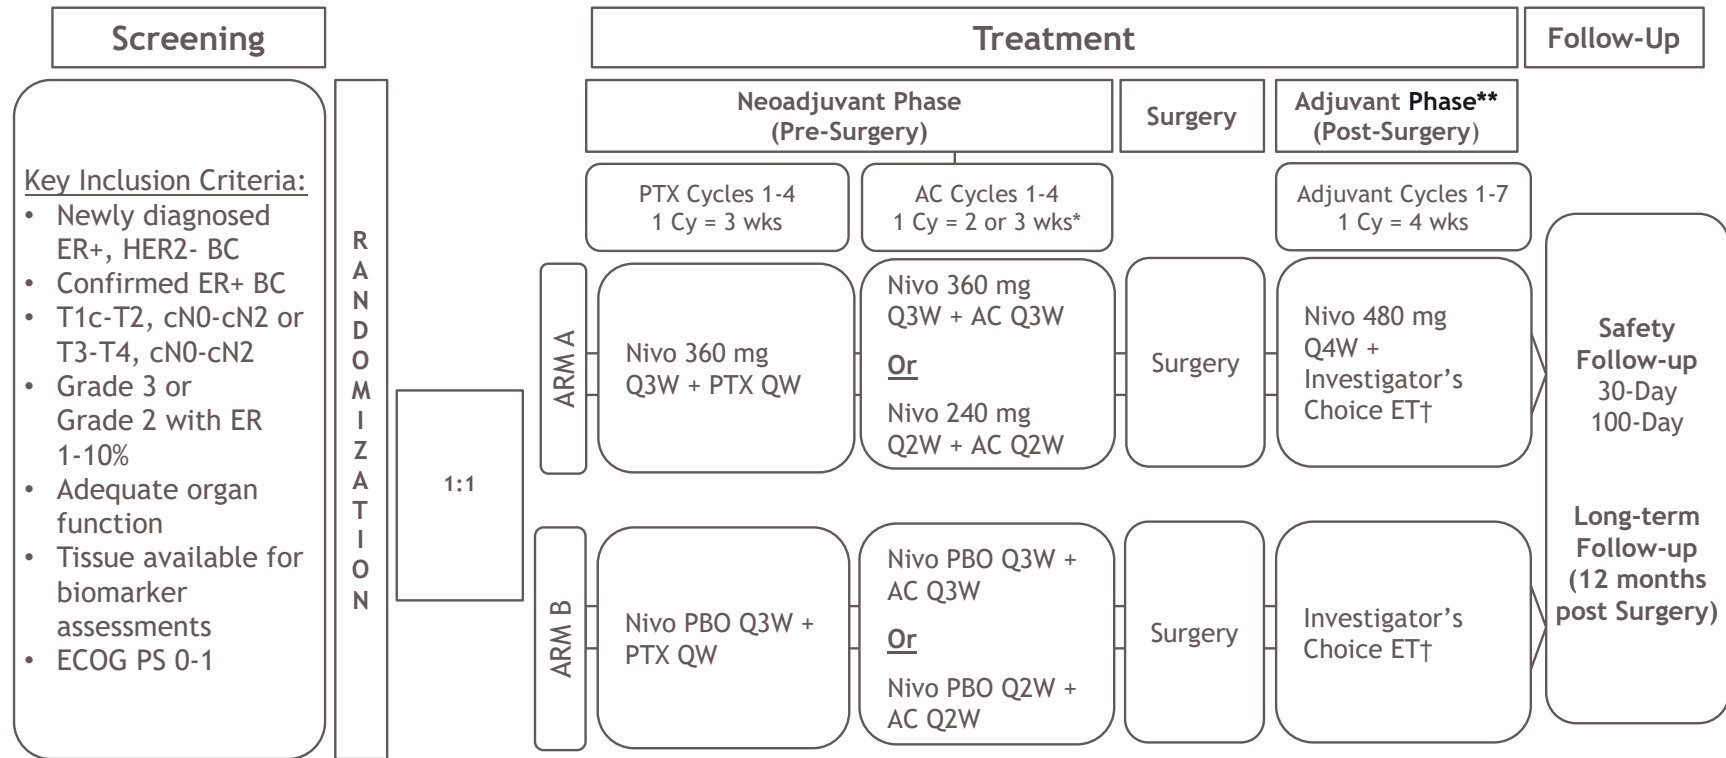 Screening
Treatment
Follow-Up
Neoadjuvant Phase
(Pre-Surgery)
Surgery
Adjuvant Phase**
(Post-Surgery)
Key Inclusion Criteria:
• Newly diagnosed
ER+, HER2- BC
• Confirmed ER+ BC
• T1c-T2, cN0-cN2 or
T3-T4, cN0-cN2
• Grade 3 or
Grade 2 with ER
1-10%
• Adequate organ
function
• Tissue available for
biomarker
assessments
• ECOG PS 0-1
RANDOMIZATION
1:1
PTX Cycles 1-4
1 Cy = 3 wks
AC Cycles 1-4
1 Cy = 2 or 3 wks*
Adjuvant Cycles 1-7
1 Cy = 4 wks
ARM A
Nivo 360 mg
Q3W + PTX QW
Nivo 360 mg
Q3W + AC Q3W
Or
Nivo 240 mg
Q2W + AC Q2W
Surgery
Nivo 480 mg
Q4W +
Investigator’s
Choice ET†
ARM B
Nivo PBO Q3W +
PTX QW
Nivo PBO Q3W +
AC Q3W
Or
Nivo PBO Q2W +
AC Q2W
Surgery
Investigator’s
Choice ET†
Safety
Follow-up
30-Day
100-Day
Long-term
Follow-up
(12 months
post Surgery)